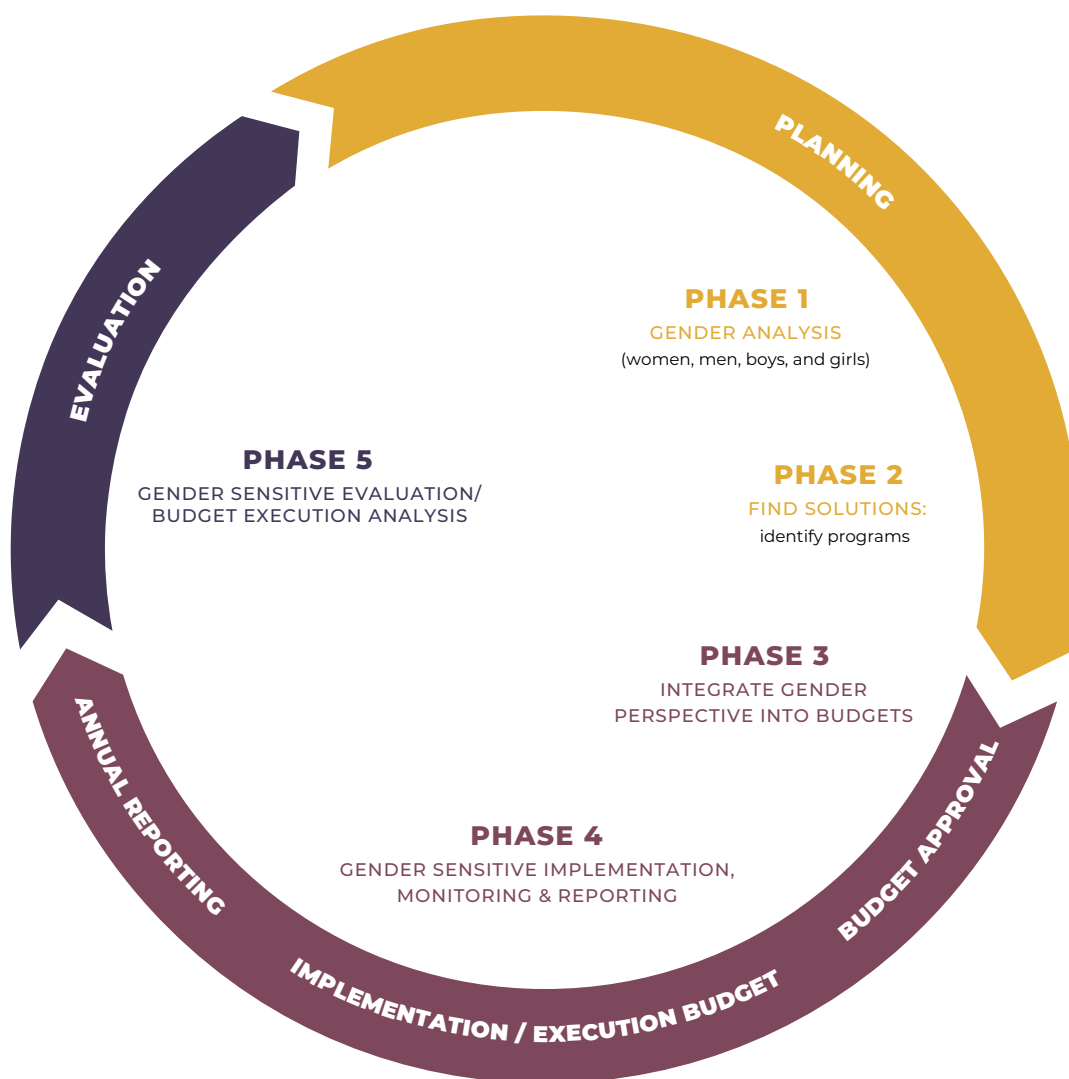 PLANNING
PHASE 1
GENDER ANALYSIS
(women, men, boys, and girls)
PHASE 2
FIND SOLUTIONS:
identify programs
PHASE 3
INTEGRATE GENDER
PERSPECTIVE INTO BUDGETS
BUDGET APPROVAL
PHASE 4
GENDER SENSITIVE IMPLEMENTATION,
MONITORING & REPORTING
IMPLEMENTATION / EXECUTION BUDGET
ANNUAL REPORTING
PHASE 5
GENDER SENSITIVE EVALUATION/
BUDGET EXECUTION ANALYSIS
EVALUATION